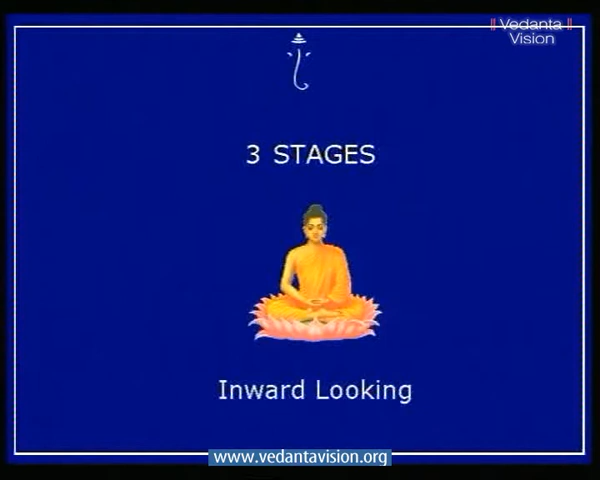 || Vedanta ||
Vision
3 STAGES
Inward Looking
www.vedantavision.org